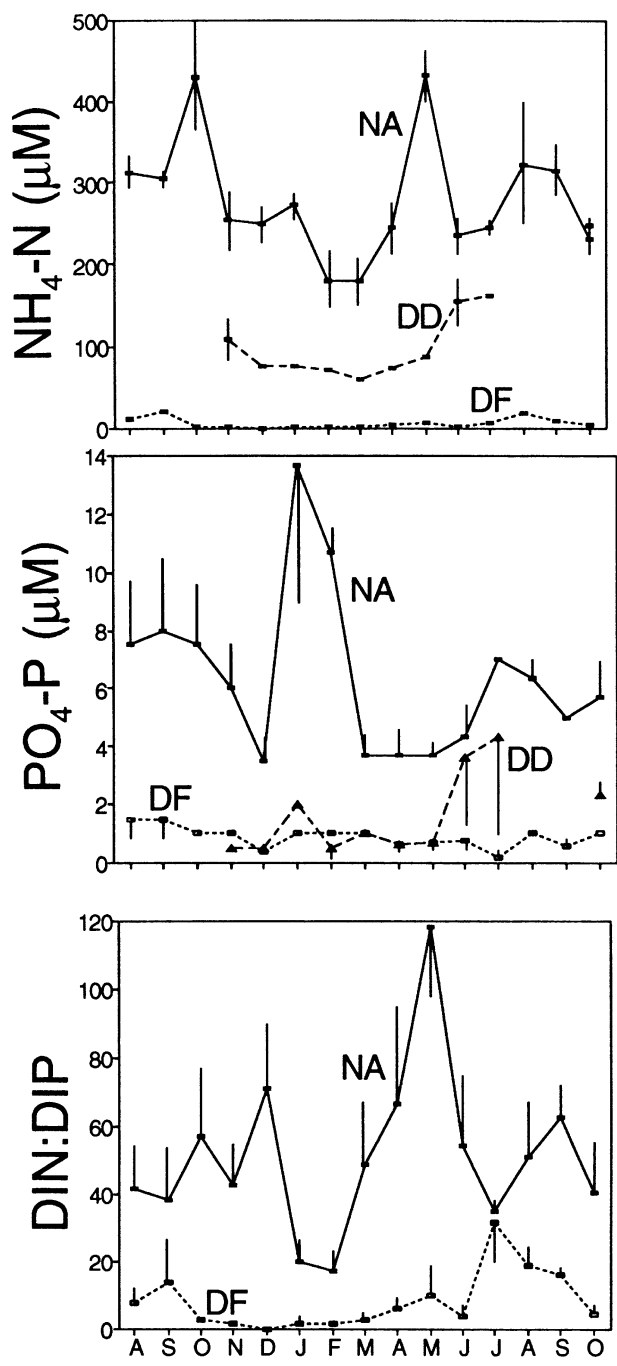 500
400
300
200
100
0
NH4-N (µM)
NA
DD
DF
14
12
10
8
6
4
2
0
PO4-P (µM)
NA
DD
DF
120
100
80
60
40
20
0
DIN:DIP
NA
DF
A S O N D J F M A M J J A S O